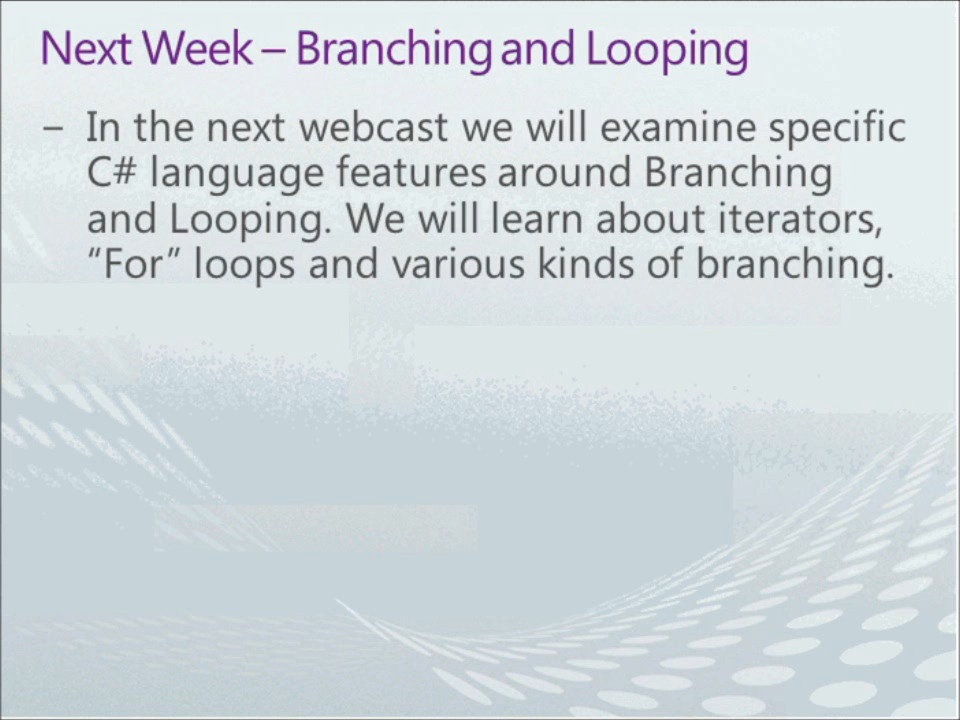 Next Week – Branching and Looping
– In the next webcast we will examine specific
C# language features around Branching
and Looping. We will learn about iterators,
“For” loops and various kinds of branching.